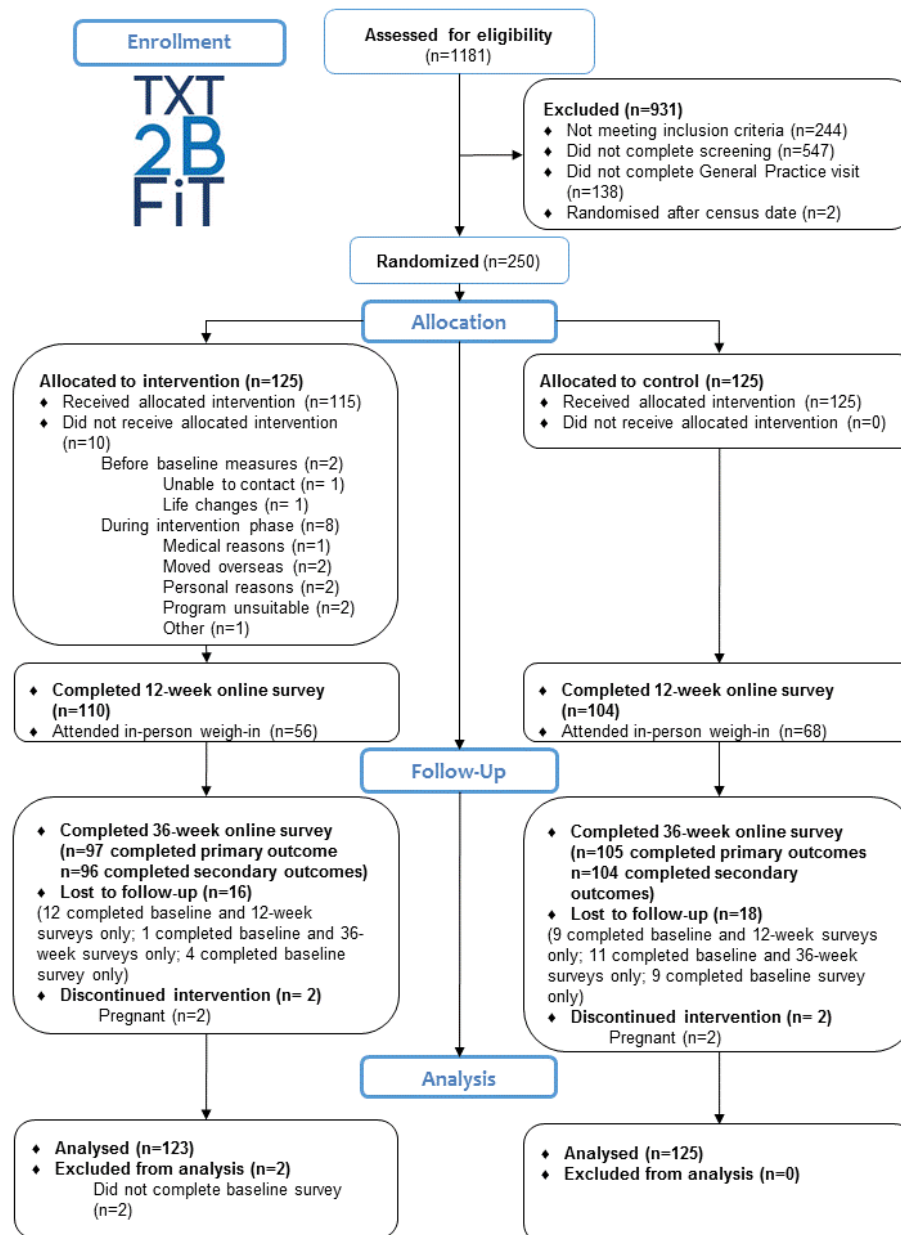 Enrollment
TXT
2B
FiT
Assessed for eligibility
(n=1181)
Excluded (n=931)
♦ Not meeting inclusion criteria (n=244)
♦ Did not complete screening (n=547)
♦ Did not complete General Practice visit
(n=138)
♦ Randomised after census date (n=2)
Randomized (n=250)
Allocation
Allocated to intervention (n=125)
♦ Received allocated intervention (n=115)
♦ Did not receive allocated intervention
(n=10)
Before baseline measures (n=2)
Unable to contact (n= 1)
Life changes (n= 1)
During intervention phase (n=8)
Medical reasons (n=1)
Moved overseas (n=2)
Personal reasons (n=2)
Program unsuitable (n=2)
Other (n=1)
Allocated to control (n=125)
♦ Received allocated intervention (n=125)
♦ Did not receive allocated intervention (n=0)
♦ Completed 12-week online survey
(n=110)
♦ Attended in-person weigh-in (n=56)
♦ Completed 12-week online survey
(n=104)
♦ Attended in-person weigh-in (n=68)
Follow-Up
♦ Completed 36-week online survey
(n=97 completed primary outcome
n=96 completed secondary outcomes)
♦ Lost to follow-up (n=16)
(12 completed baseline and 12-week
surveys only; 1 completed baseline and 36-
week surveys only; 4 completed baseline
survey only)
♦ Discontinued intervention (n= 2)
Pregnant (n=2)
♦ Completed 36-week online survey
(n=105 completed primary outcomes
n=104 completed secondary
outcomes)
♦ Lost to follow-up (n=18)
(9 completed baseline and 12-week surveys
only; 11 completed baseline and 36-week
surveys only; 9 completed baseline survey
only)
♦ Discontinued intervention (n= 2)
Pregnant (n=2)
Analysis
♦ Analysed (n=123)
♦ Excluded from analysis (n=2)
Did not complete baseline survey
(n=2)
♦ Analysed (n=125)
♦ Excluded from analysis (n=0)